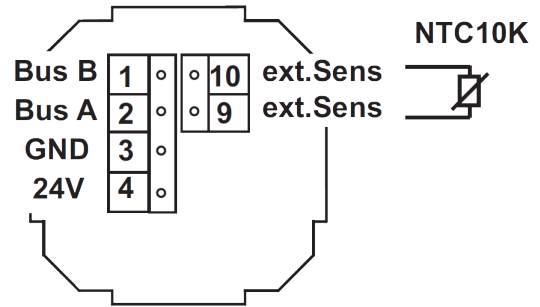 NTC10K
Bus B 1 10 ext.Sens
Bus A 2 9 ext.Sens
GND 3
24V 4